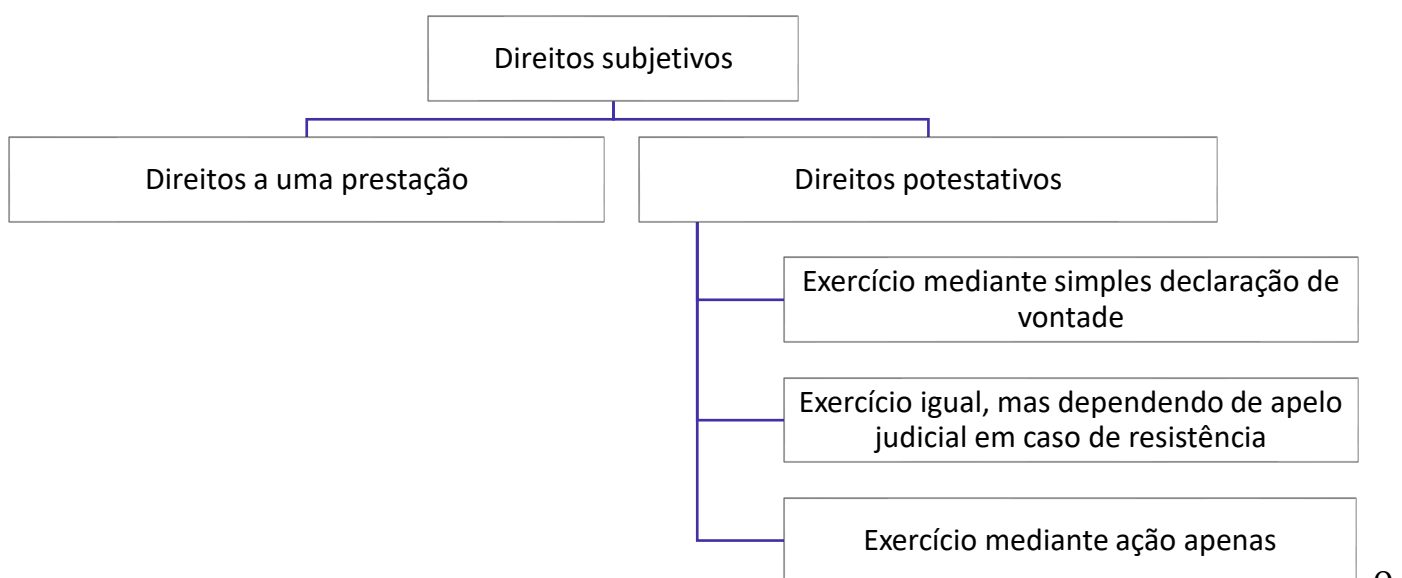 Direitos subjetivos
Direitos a uma prestação
Direitos potestativos
Exercício mediante simples declaração de
vontade
Exercício igual, mas dependendo de apelo
judicial em caso de resistência
Exercício mediante ação apenas